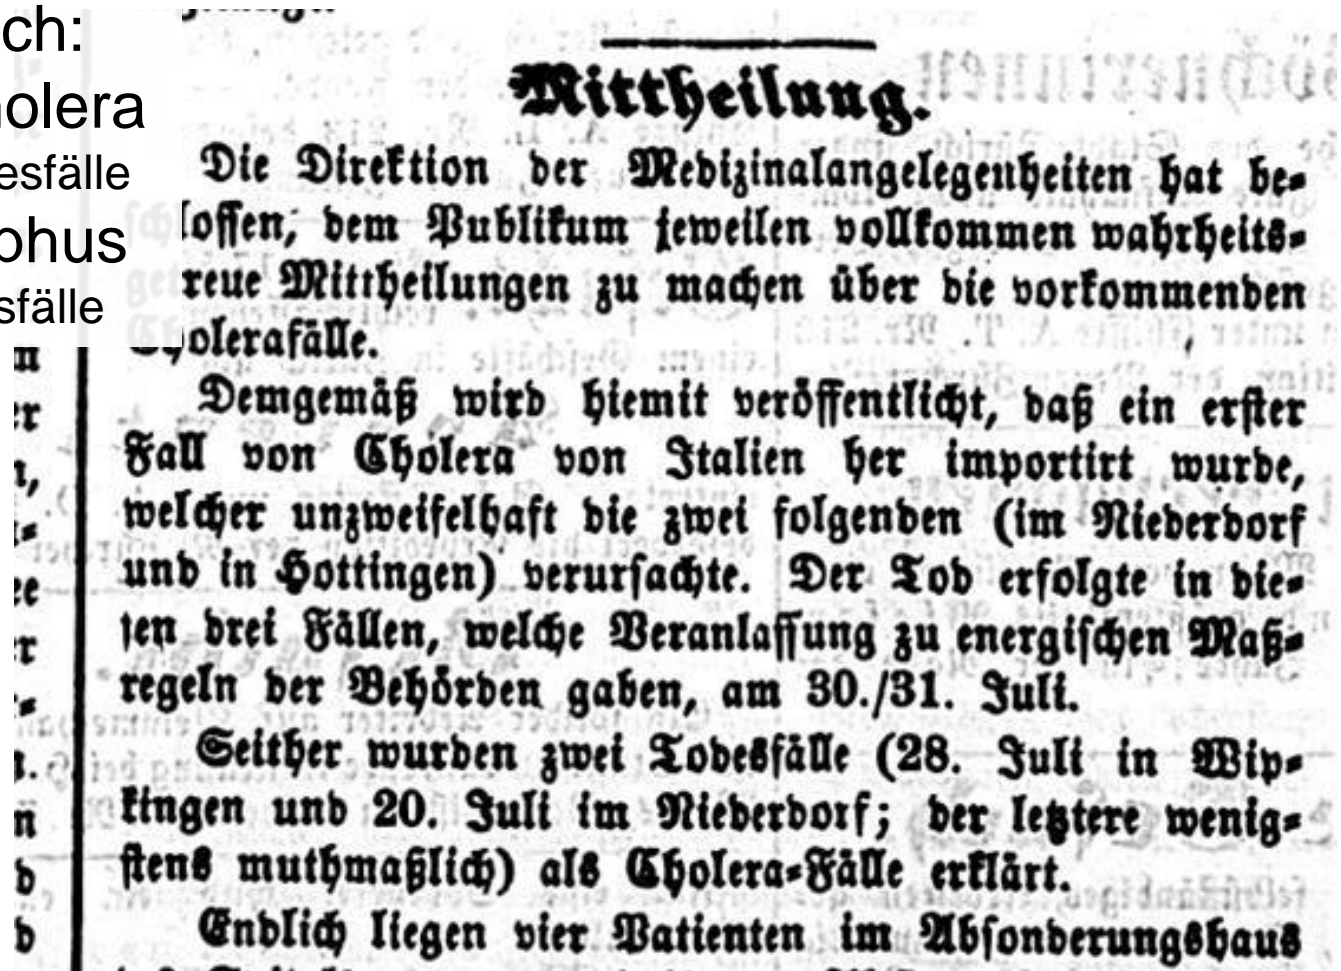 ch:
olera
esfälle
phus
sfälle
Mittheilung.
Die Direktion der Medizinalangelegenheiten hat be-
schlossen, dem Publikum jeweilen vollkommen wahrheits-
getreue Mittheilungen zu machen über die vorkommenden
Cholerafälle.
Demgemäß wird hiemit veröffentlicht, daß ein erster
Fall von Cholera von Italien her importirt wurde,
welcher unzweifelhaft die zwei folgenden (im Niederdorf
und in Hottingen) verursachte. Der Tod erfolgte in die-
sen drei Fällen, welche Veranlassung zu energischen Maß-
regeln der Behörden gaben, am 30./31. Juli.
Seither wurden zwei Todesfälle (28. Juli in Wip-
kingen und 20. Juli im Niederdorf; der letztere wenig-
stens muthmaßlich) als Cholera-Fälle erklärt.
Endlich liegen vier Patienten im Absonderungshaus